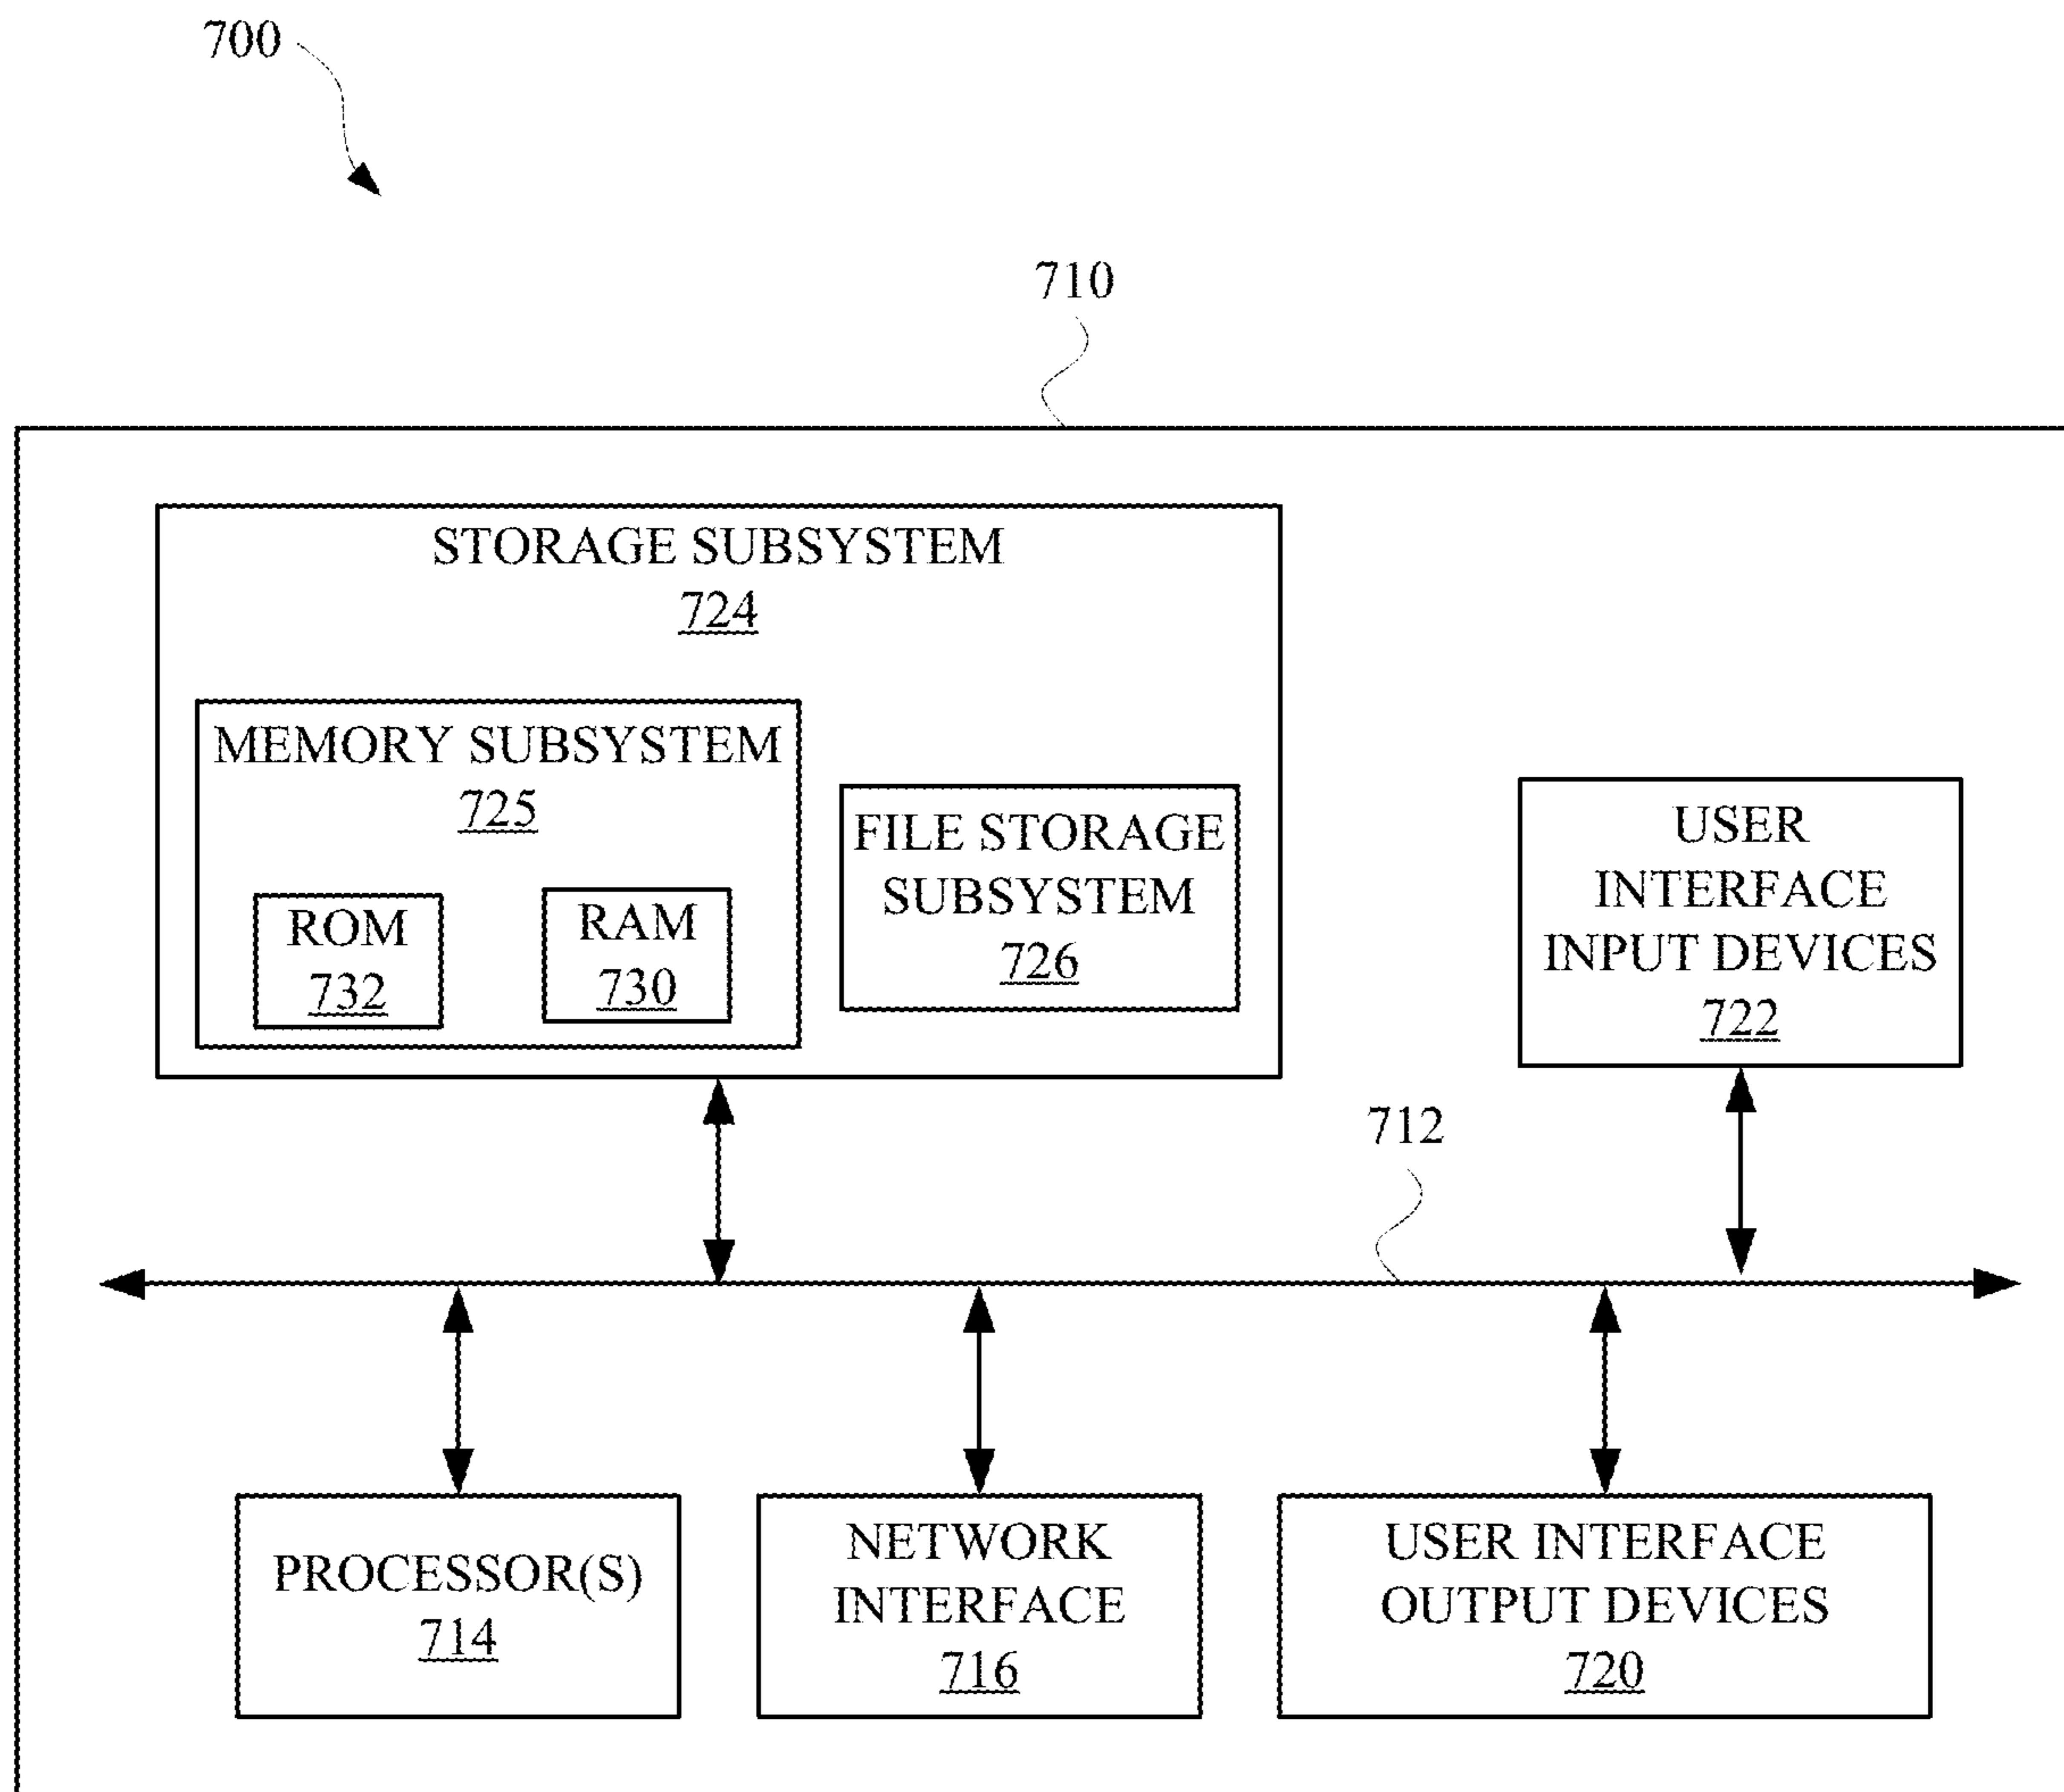 700
710
STORAGE SUBSYSTEM
724
MEMORY SUBSYSTEM
725
ROM
732
RAM
730
FILE STORAGE
SUBSYSTEM
726
USER
INTERFACE
INPUT DEVICES
722
712
PROCESSOR(S)
714
NETWORK
INTERFACE
716
USER INTERFACE
OUTPUT DEVICES
720